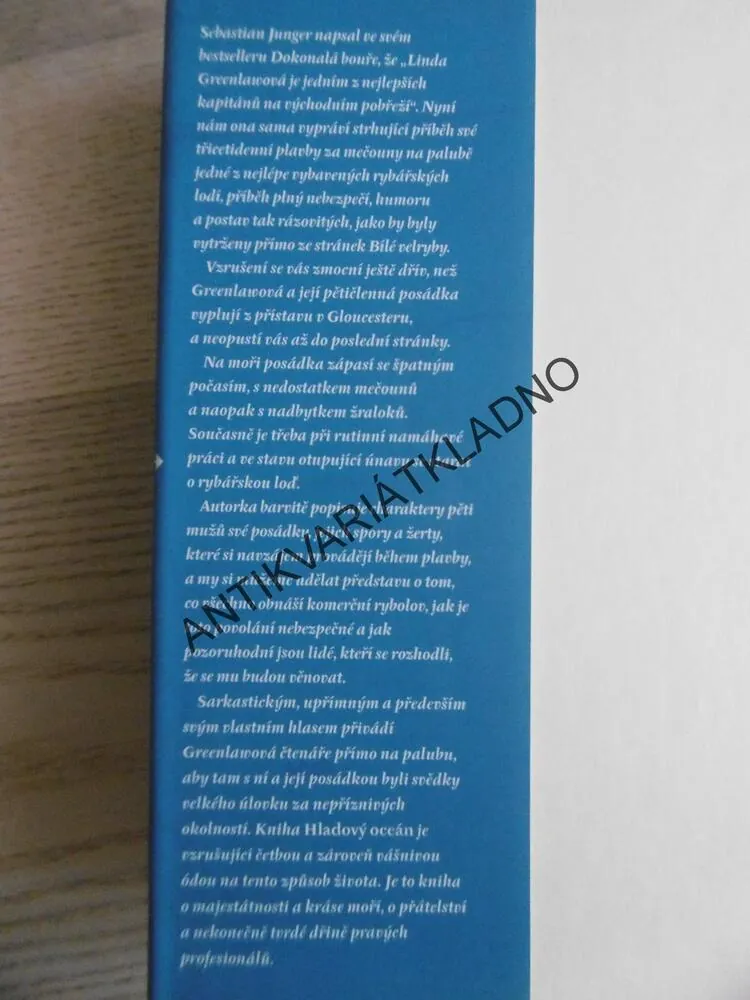 Sebastian Junger napsal ve svém
bestselleru Dokonalá bouře, že „Linda
Greenlawová je jedním z nejlepších
kapitánů na východním pobřeží“. Nyní
nám ona sama vypráví strhující příběh své
třicetidenní plavby za mečouny na palubě
jedné z nejlépe vybavených rybářských
lodí, příběh plný nebezpečí, humoru
a postav tak rázovitých, jako by byly
vytrženy přímo ze stránek Bílé velryby.
Vzrušení se vás zmocní ještě dřív, než
Greenlawová a její pětičlenná posádka
vyplují z přístavu v Gloucesteru,
a neopustí vás až do poslední stránky.
Na moři posádka zápasí se špatným
počasím, s nedostatkem mečounů
a naopak s nadbytkem žraloků.
Současně je třeba při rutinní namáhavé
práci a ve stavu otupující únavy
o rybářskou loď.
Autorka barvitě popisuje charaktery pěti
mužů své posádky, jejich spory a žerty,
které si navzájem provádějí během plavby,
a my si můžeme udělat představu o tom,
co všechno obnáší komerční rybolov, jak je
toto povolání nebezpečné a jak
pozoruhodní jsou lidé, kteří se rozhodli,
že se mu budou věnovat.
Sarkastickým, upřímným a především
svým vlastním hlasem přivádí
Greenlawová čtenáře přímo na palubu,
aby tam s ní a její posádkou byli svědky
velkého úlovku za nepříznivých
okolností. Kniha Hladový oceán je
vzrušující četbou a zároveň vášnivou
ódou na tento způsob života. Je to kniha
o majestátnosti a kráse moří, o přátelství
a nekonečně tvrdé dřině pravých
profesionálů.
ANTIKVARIÁTKLADNO